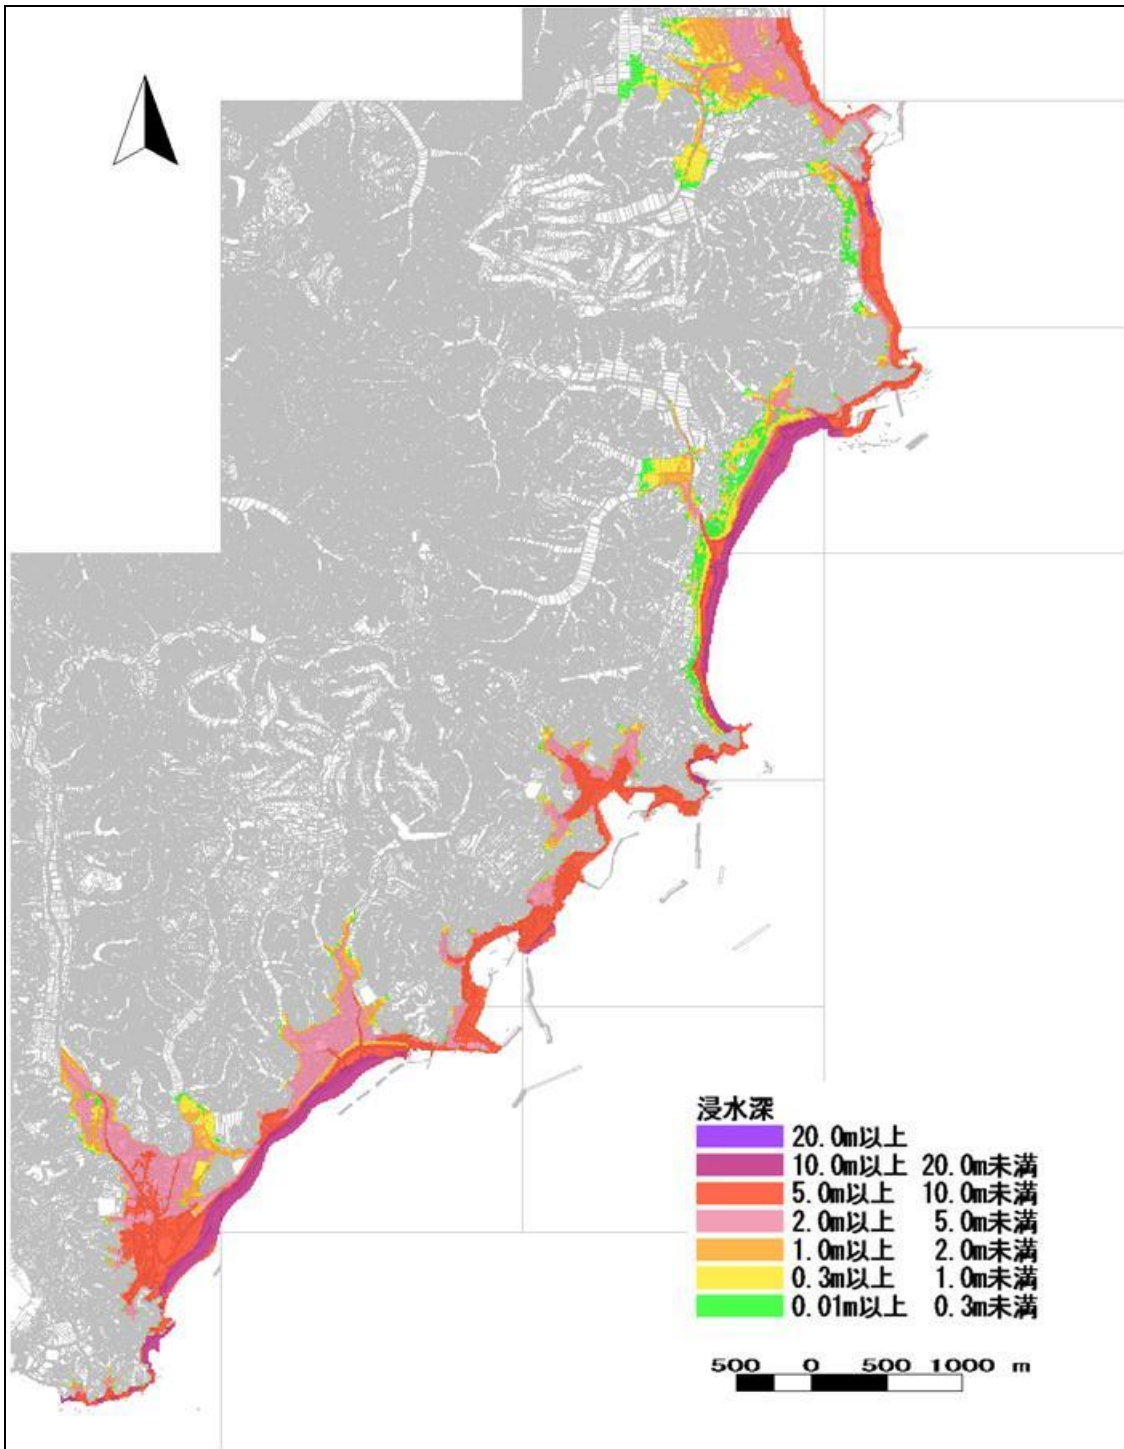 浸水深
20.0m以上
10.0m以上 20.0m未満
5.0m以上 10.0m未満
2.0m以上 5.0m未満
1.0m以上 2.0m未満
0.3m以上 1.0m未満
0.01m以上 0.3m未満
500 0 500 1000 m